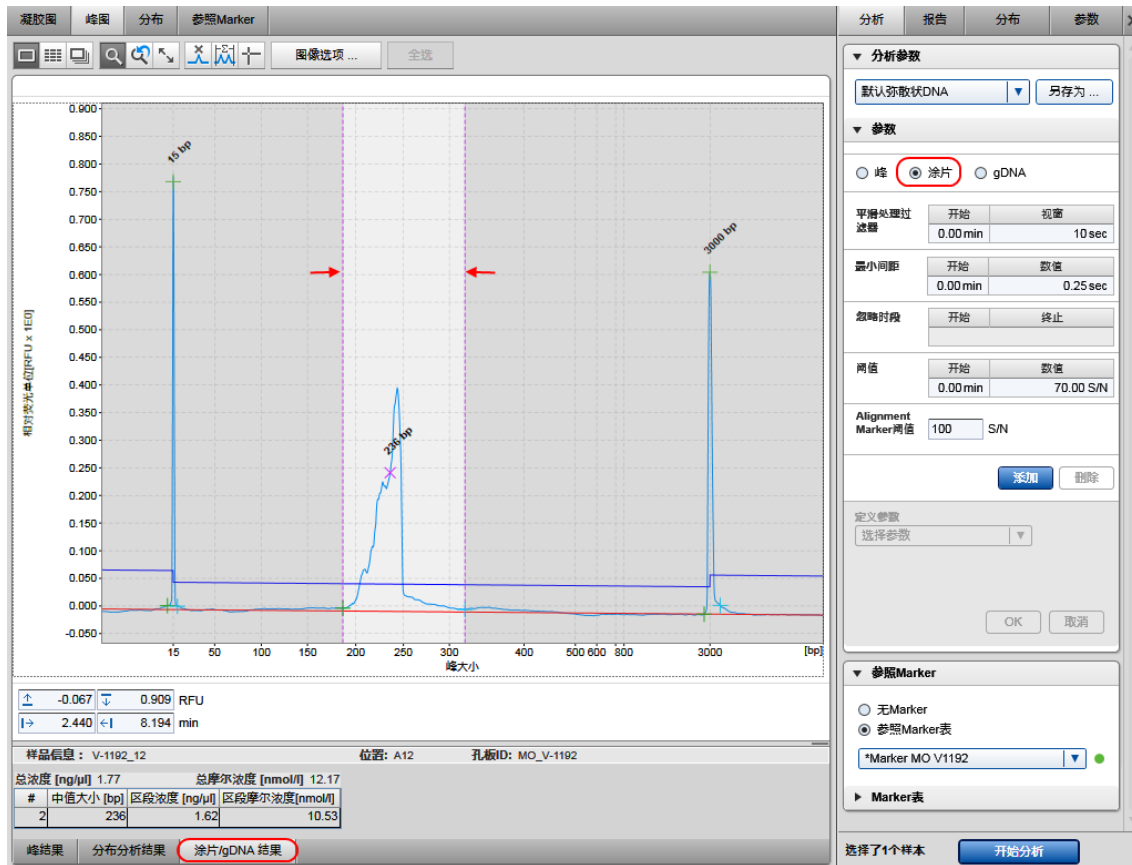 凝胶图 峰图 分布 参照Marker
图像选项 ... 全选
0.900
0.850
0.800
0.750
0.700
0.650
0.600
0.550
0.500
0.450
0.400
0.350
0.300
0.250
0.200
0.150
0.100
0.050
0.000
-0.050
相对荧光单位[RFU x 1E0]
15 bp
236 bp
3000 bp
15 50 100 150 200 250 300 400 500 600 800 3000 [bp]
峰大小
-0.067 0.909 RFU
2.440 8.194 min
样品信息： V-1192_12 位置: A12 孔板ID: MO_V-1192
总浓度 [ng/µl] 1.77 总摩尔浓度 [nmol/l] 12.17
# 中值大小 [bp] 区段浓度 [ng/µl] 区段摩尔浓度[nmol/l]
2 236 1.62 10.53
峰结果 分布分析结果 涂片/gDNA 结果
分析 报告 分布 参数
分析参数
默认弥散状DNA 另存为 ...
参数
峰 涂片 gDNA
平滑处理过滤器 开始 视窗
0.00 min 10 sec
最小间距 开始 数值
0.00 min 0.25 sec
忽略时段 开始 终止
阈值 开始 数值
0.00 min 70.00 S/N
Alignment
Marker阈值 100 S/N
添加 删除
定义参数
选择参数
OK 取消
参照Marker
无Marker
参照Marker表
*Marker MO V1192
Marker表
选择了1个样本 开始分析